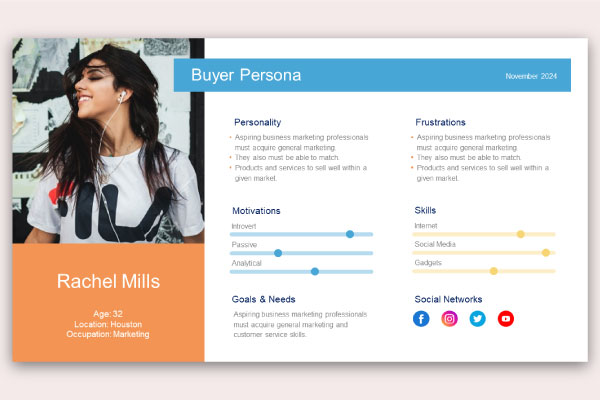 Buyer Persona
November 2024
Personality
• Aspiring business marketing professionals
must acquire general marketing.
• They also must be able to match.
• Products and services to sell well within a
given market.
Frustrations
• Aspiring business marketing professionals
must acquire general marketing
• They also must be able to match.
• Products and services to sell well within a
given market.
Motivations
Introvert
Passive
Analytical
Skills
Internet
Social Media
Gadgets
Goals & Needs
Aspiring business marketing professionals
must acquire general marketing and
customer service skills.
Social Networks
Rachel Mills
Age: 32
Location: Houston
Occupation: Marketing